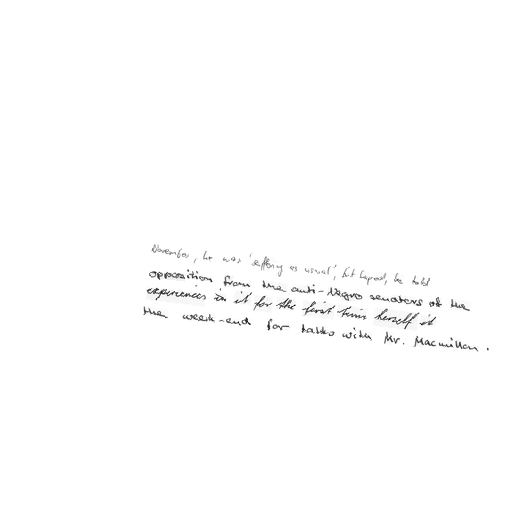 November, he was 'suffering as usual', but hoped, he told
opposition from the anti-Negro senators of the
experiences in it for the first time herself it
the week-end for talks with Mr. Macmillan.